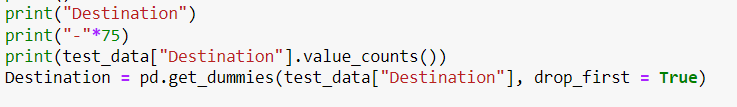 print("Destination")
print("-"*75)
print(test_data["Destination"].value_counts())
Destination = pd.get_dummies(test_data["Destination"], drop_first = True)